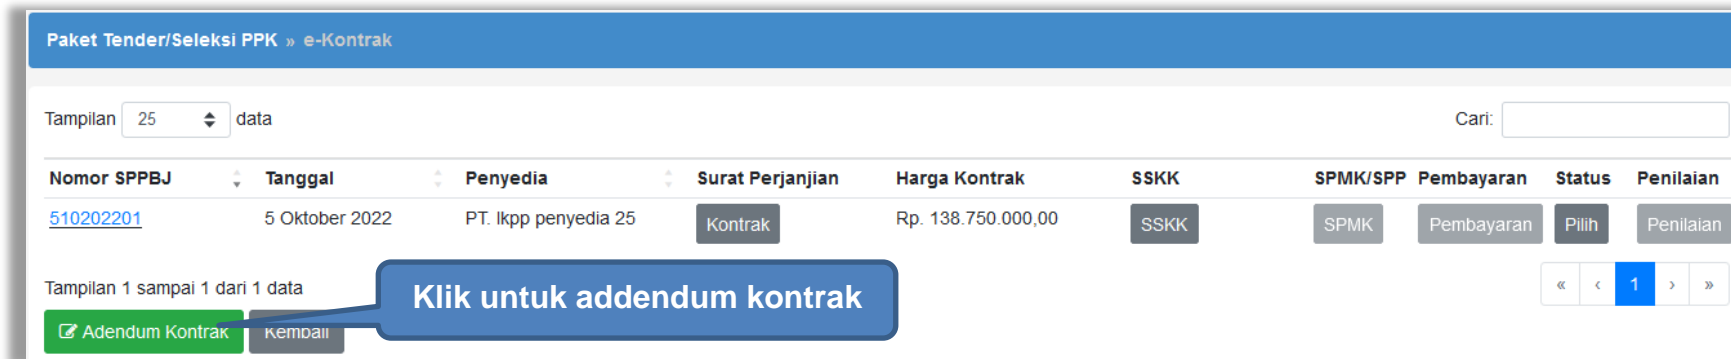 Paket Tender/Seleksi PPK » e-Kontrak
Tampilan 25 data Cari:
Nomor SPPBJ Tanggal Penyedia Surat Perjanjian Harga Kontrak SSKK SPMK/SPP Pembayaran Status Penilaian
510202201 5 Oktober 2022 PT. lkpp penyedia 25 Kontrak Rp. 138.750.000,00 SSKK SPMK Pembayaran Pilih Penilaian
Tampilan 1 sampai 1 dari 1 data « ‹ 1 › »
Klik untuk addendum kontrak
Adendum Kontrak Kembali